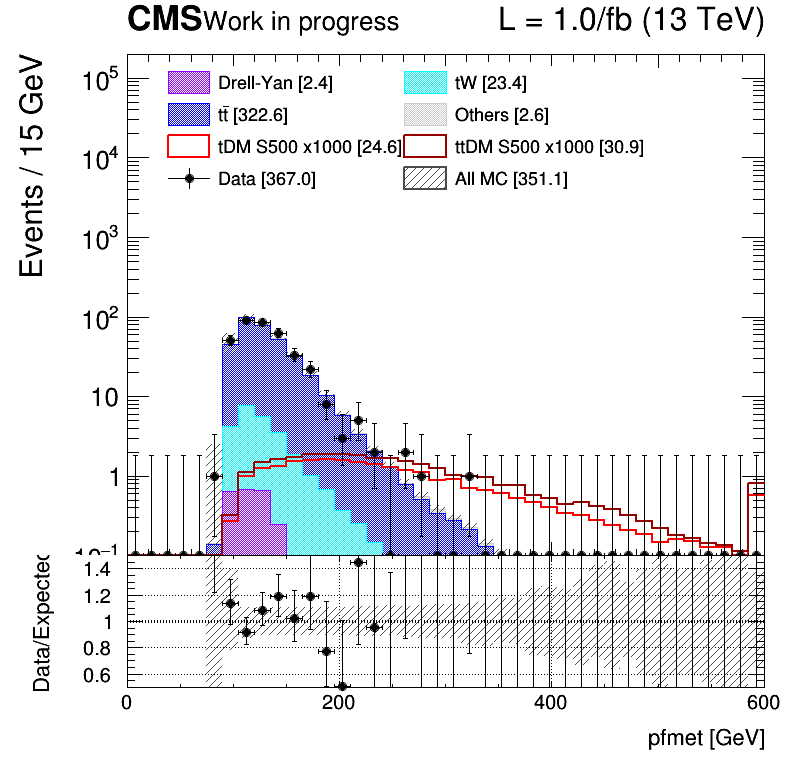 CMS Work in progress L = 1.0/fb (13 TeV)
Events / 15 GeV
10⁵
10⁴
10³
10²
10
1
10⁻¹
Drell-Yan [2.4]
tW [23.4]
tt̄ [322.6]
Others [2.6]
tDM S500 x1000 [24.6]
ttDM S500 x1000 [30.9]
Data [367.0]
All MC [351.1]
Data/Expected
1.4
1.2
1
0.8
0.6
0 200 400 600
pfmet [GeV]